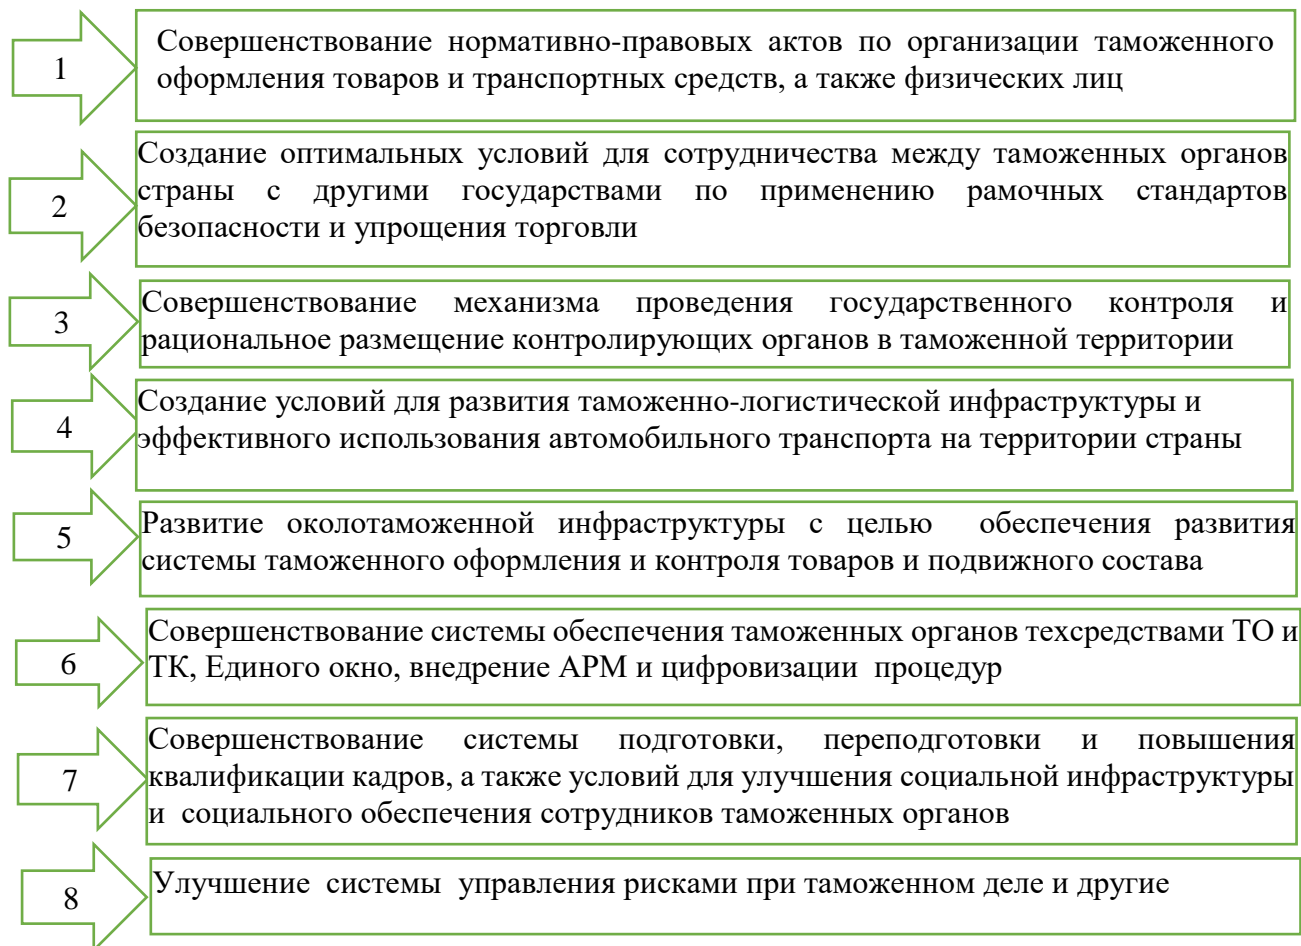 1
Совершенствование нормативно-правовых актов по организации таможенного
оформления товаров и транспортных средств, а также физических лиц
2
Создание оптимальных условий для сотрудничества между таможенных органов
страны с другими государствами по применению рамочных стандартов
безопасности и упрощения торговли
3
Совершенствование механизма проведения государственного контроля и
рациональное размещение контролирующих органов в таможенной территории
4
Создание условий для развития таможенно-логистической инфраструктуры и
эффективного использования автомобильного транспорта на территории страны
5
Развитие околотаможенной инфраструктуры с целью обеспечения развития
системы таможенного оформления и контроля товаров и подвижного состава
6
Совершенствование системы обеспечения таможенных органов техсредствами ТО и
ТК, Единого окно, внедрение АРМ и цифровизации процедур
7
Совершенствование системы подготовки, переподготовки и повышения
квалификации кадров, а также условий для улучшения социальной инфраструктуры
и социального обеспечения сотрудников таможенных органов
8
Улучшение системы управления рисками при таможенном деле и другие